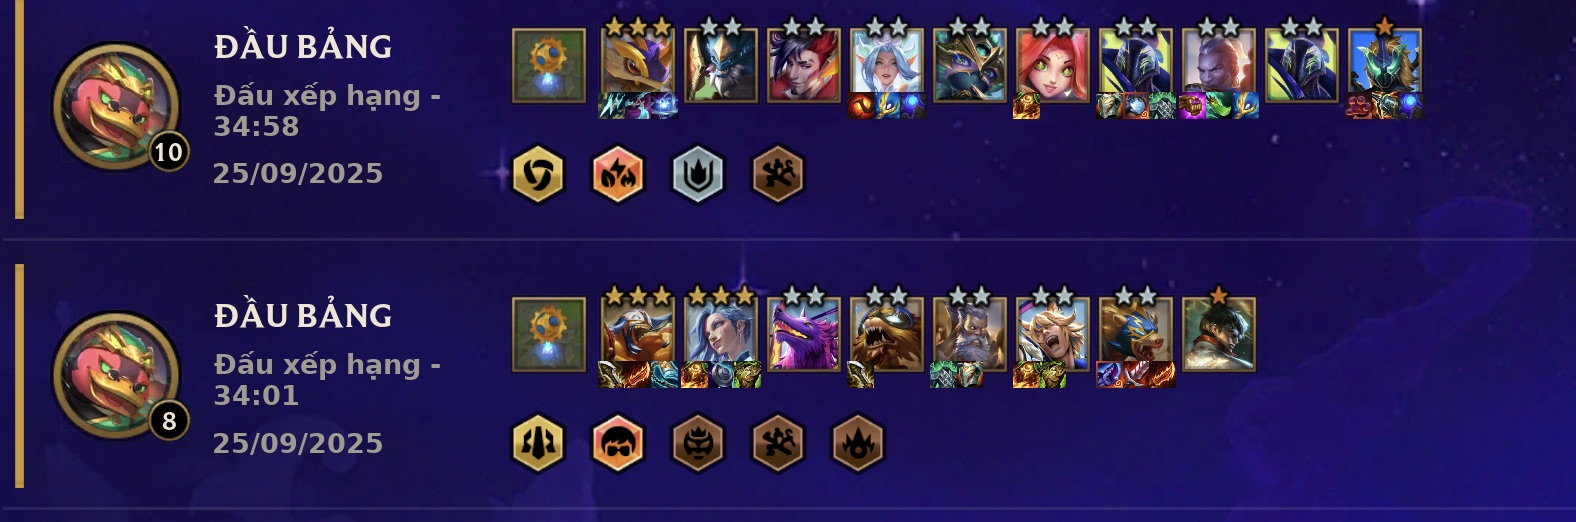 ĐẦU BẢNG
Đấu xếp hạng -
34:58
10
25/09/2025
ĐẦU BẢNG
Đấu xếp hạng -
34:01
8
25/09/2025